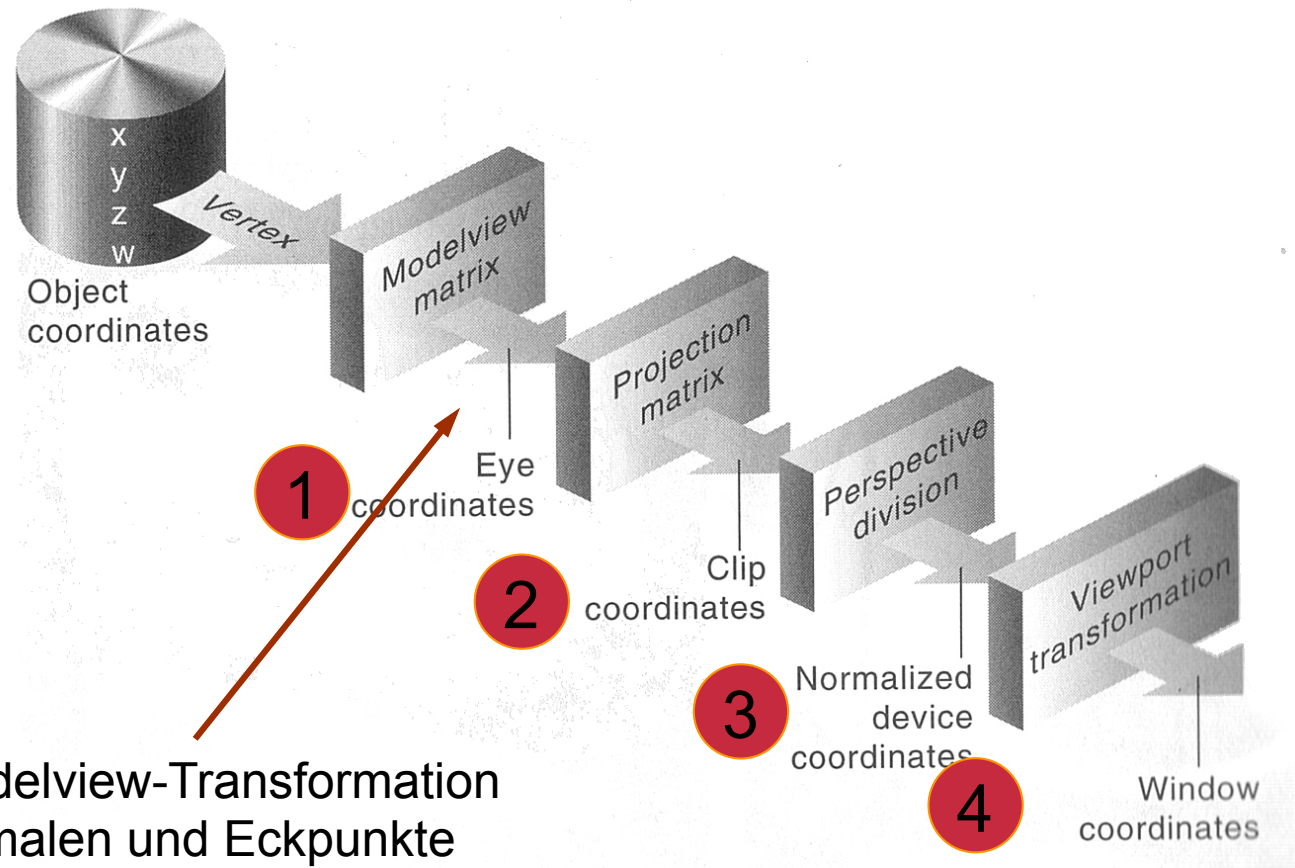 x
y
z
w
Vertex
Object
coordinates
Modelview
matrix
1
Eye
coordinates
Projection
matrix
2
Clip
coordinates
Perspective
division
3
Normalized
device
coordinates
Viewport
transformation
4
Window
coordinates
delview-Transformation
malen und Eckpunkte